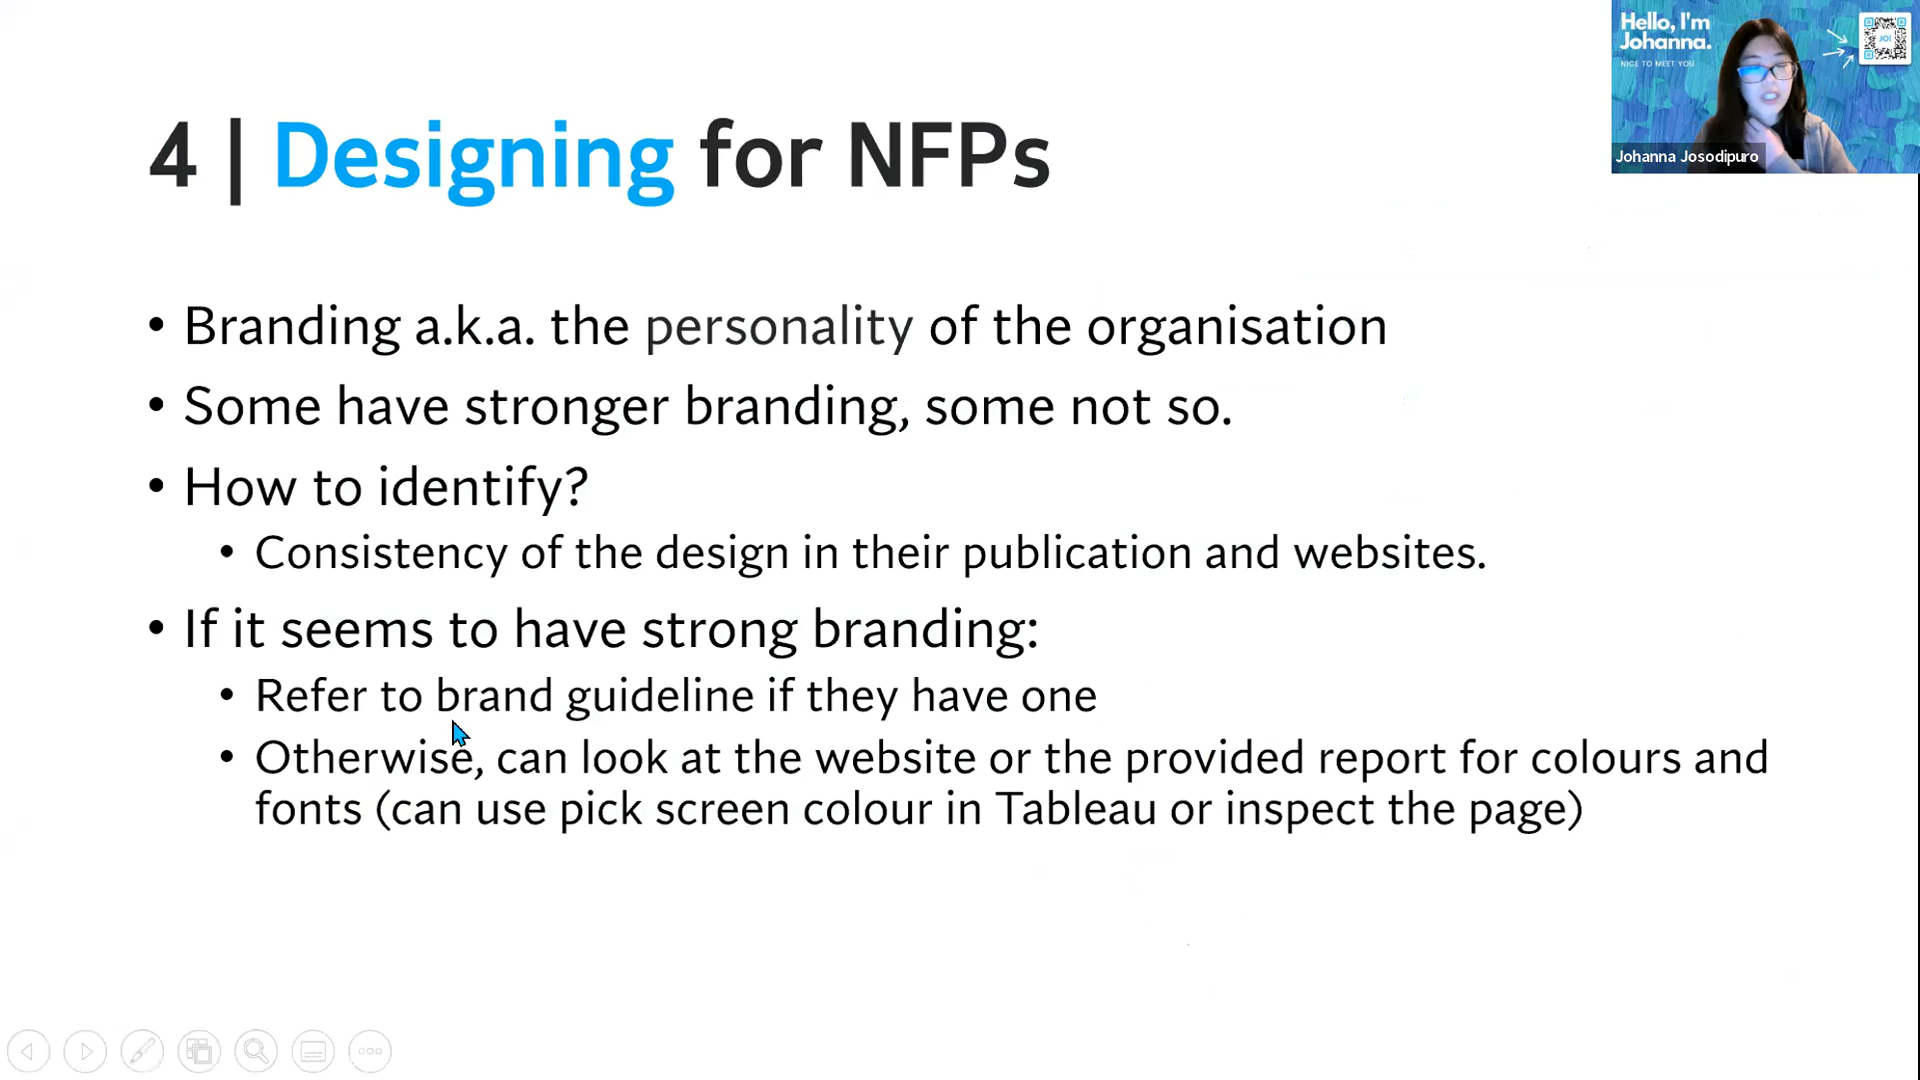 Hello, I'm
Johanna.
NICE TO MEET YOU.
JO!
Johanna Josodipuro
4 | Designing for NFPs
• Branding a.k.a. the personality of the organisation
• Some have stronger branding, some not so.
• How to identify?
• Consistency of the design in their publication and websites.
• If it seems to have strong branding:
• Refer to brand guideline if they have one
• Otherwise, can look at the website or the provided report for colours and
fonts (can use pick screen colour in Tableau or inspect the page)